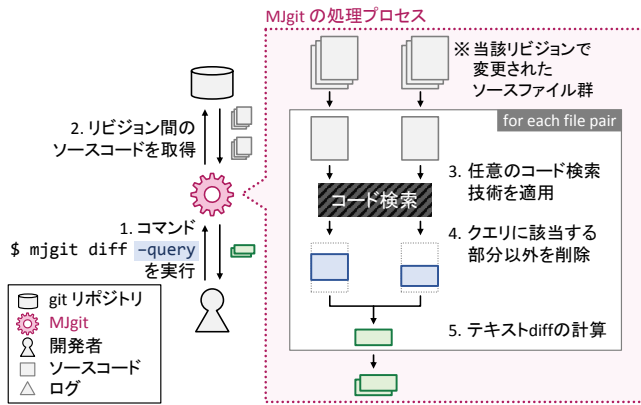 MJgit の処理プロセス
※ 当該リビジョンで
変更された
ソースファイル群
2. リビジョン間の
ソースコードを取得
for each file pair
3. 任意のコード検索
技術を適用
コード検索
1. コマンド
$ mjgit diff –query
を実行
4. クエリに該当する
部分以外を削除
5. テキストdiffの計算
git リポジトリ
MJgit
開発者
ソースコード
ログ